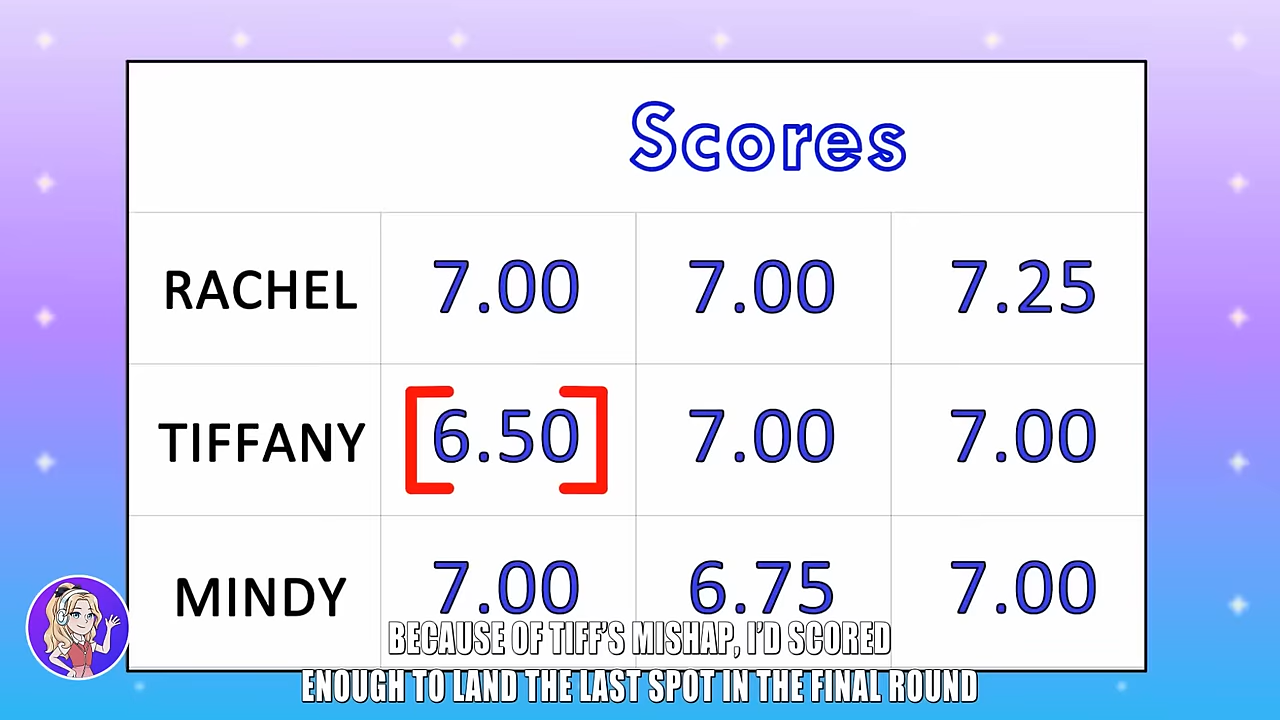 Scores
RACHEL 7.00 7.00 7.25
TIFFANY [6.50] 7.00 7.00
MINDY 7.00 6.75 7.00
BECAUSE OF TIFF'S MISHAP, I'D SCORED
ENOUGH TO LAND THE LAST SPOT IN THE FINAL ROUND